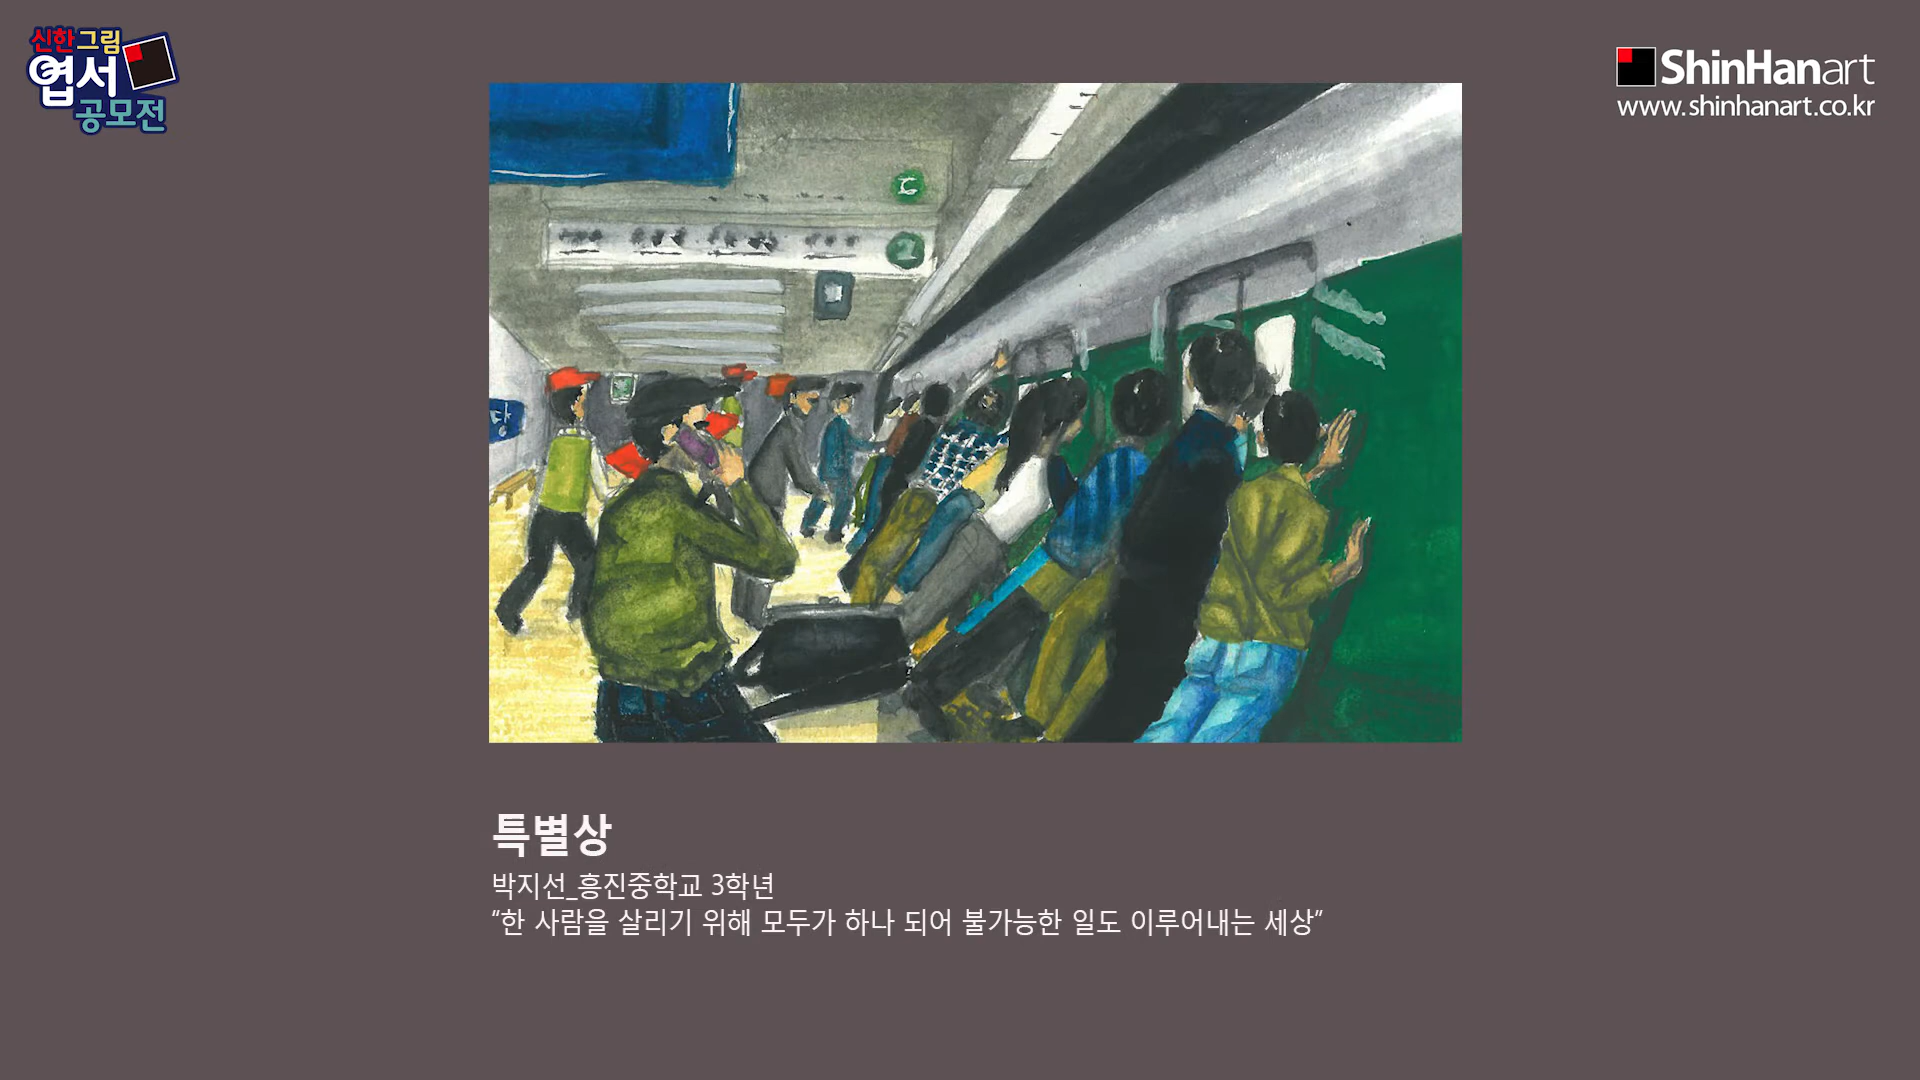 신한그림
엽서
공모전
ShinHanart
www.shinhanart.co.kr
2
특별상
박지선_흥진중학교 3학년
“한 사람을 살리기 위해 모두가 하나 되어 불가능한 일도 이루어내는 세상”